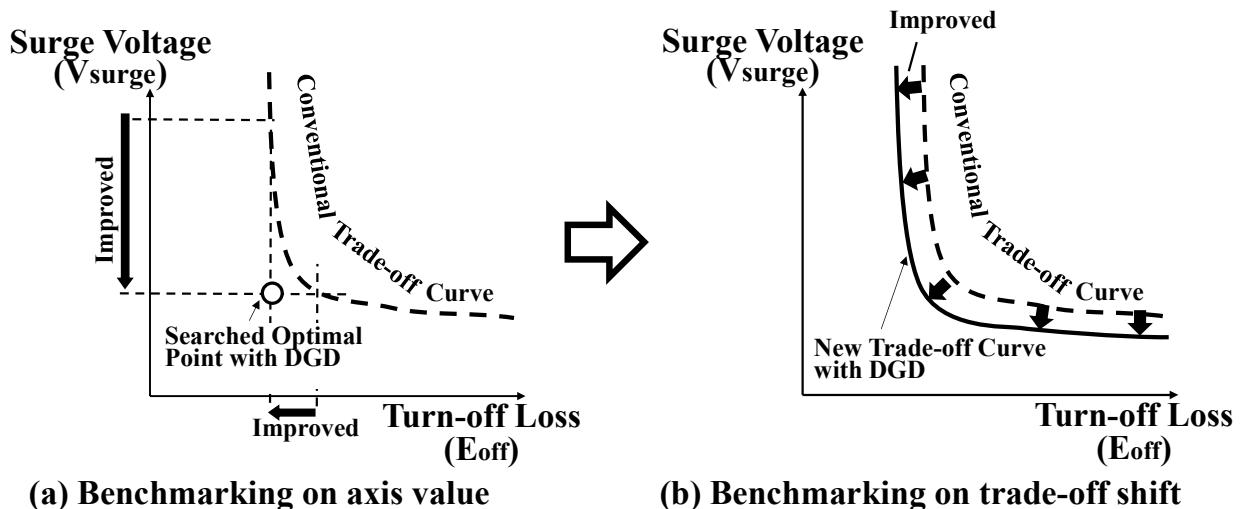 Surge Voltage
(Vsurge)
Improved
Conventional Trade-off Curve
Searched Optimal
Point with DGD
Improved
Turn-off Loss
(Eoff)
(a) Benchmarking on axis value
Improved
Surge Voltage
(Vsurge)
Conventional Trade-off Curve
New Trade-off Curve
with DGD
Turn-off Loss
(Eoff)
(b) Benchmarking on trade-off shift